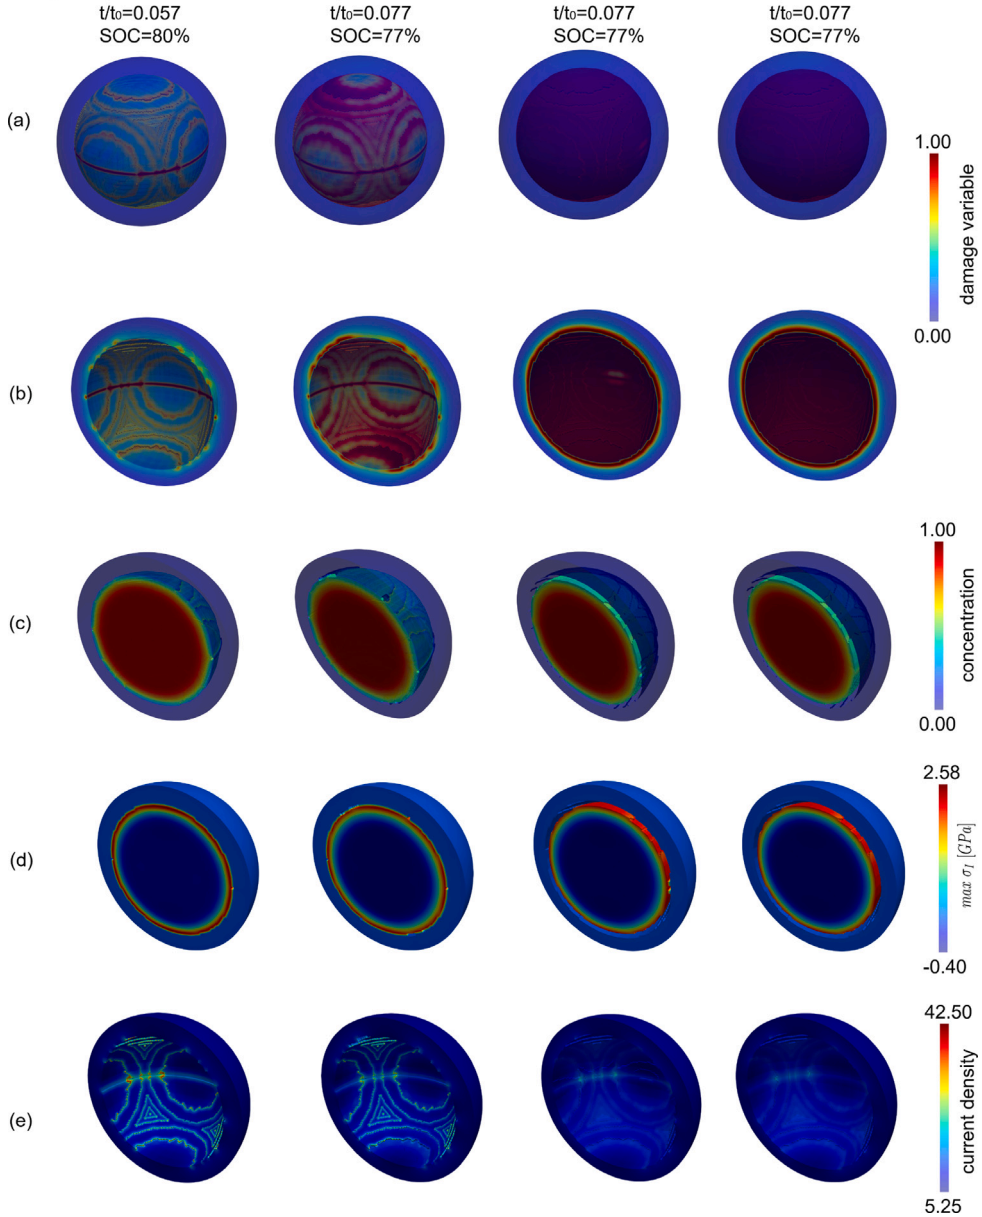 t/t₀=0.057 t/t₀=0.077 t/t₀=0.077 t/t₀=0.077
SOC=80% SOC=77% SOC=77% SOC=77%
(a)
1.00
damage variable
0.00
(b)
(c)
1.00
concentration
0.00
(d)
2.58
max σ₁ [GPa]
-0.40
(e)
42.50
current density
5.25